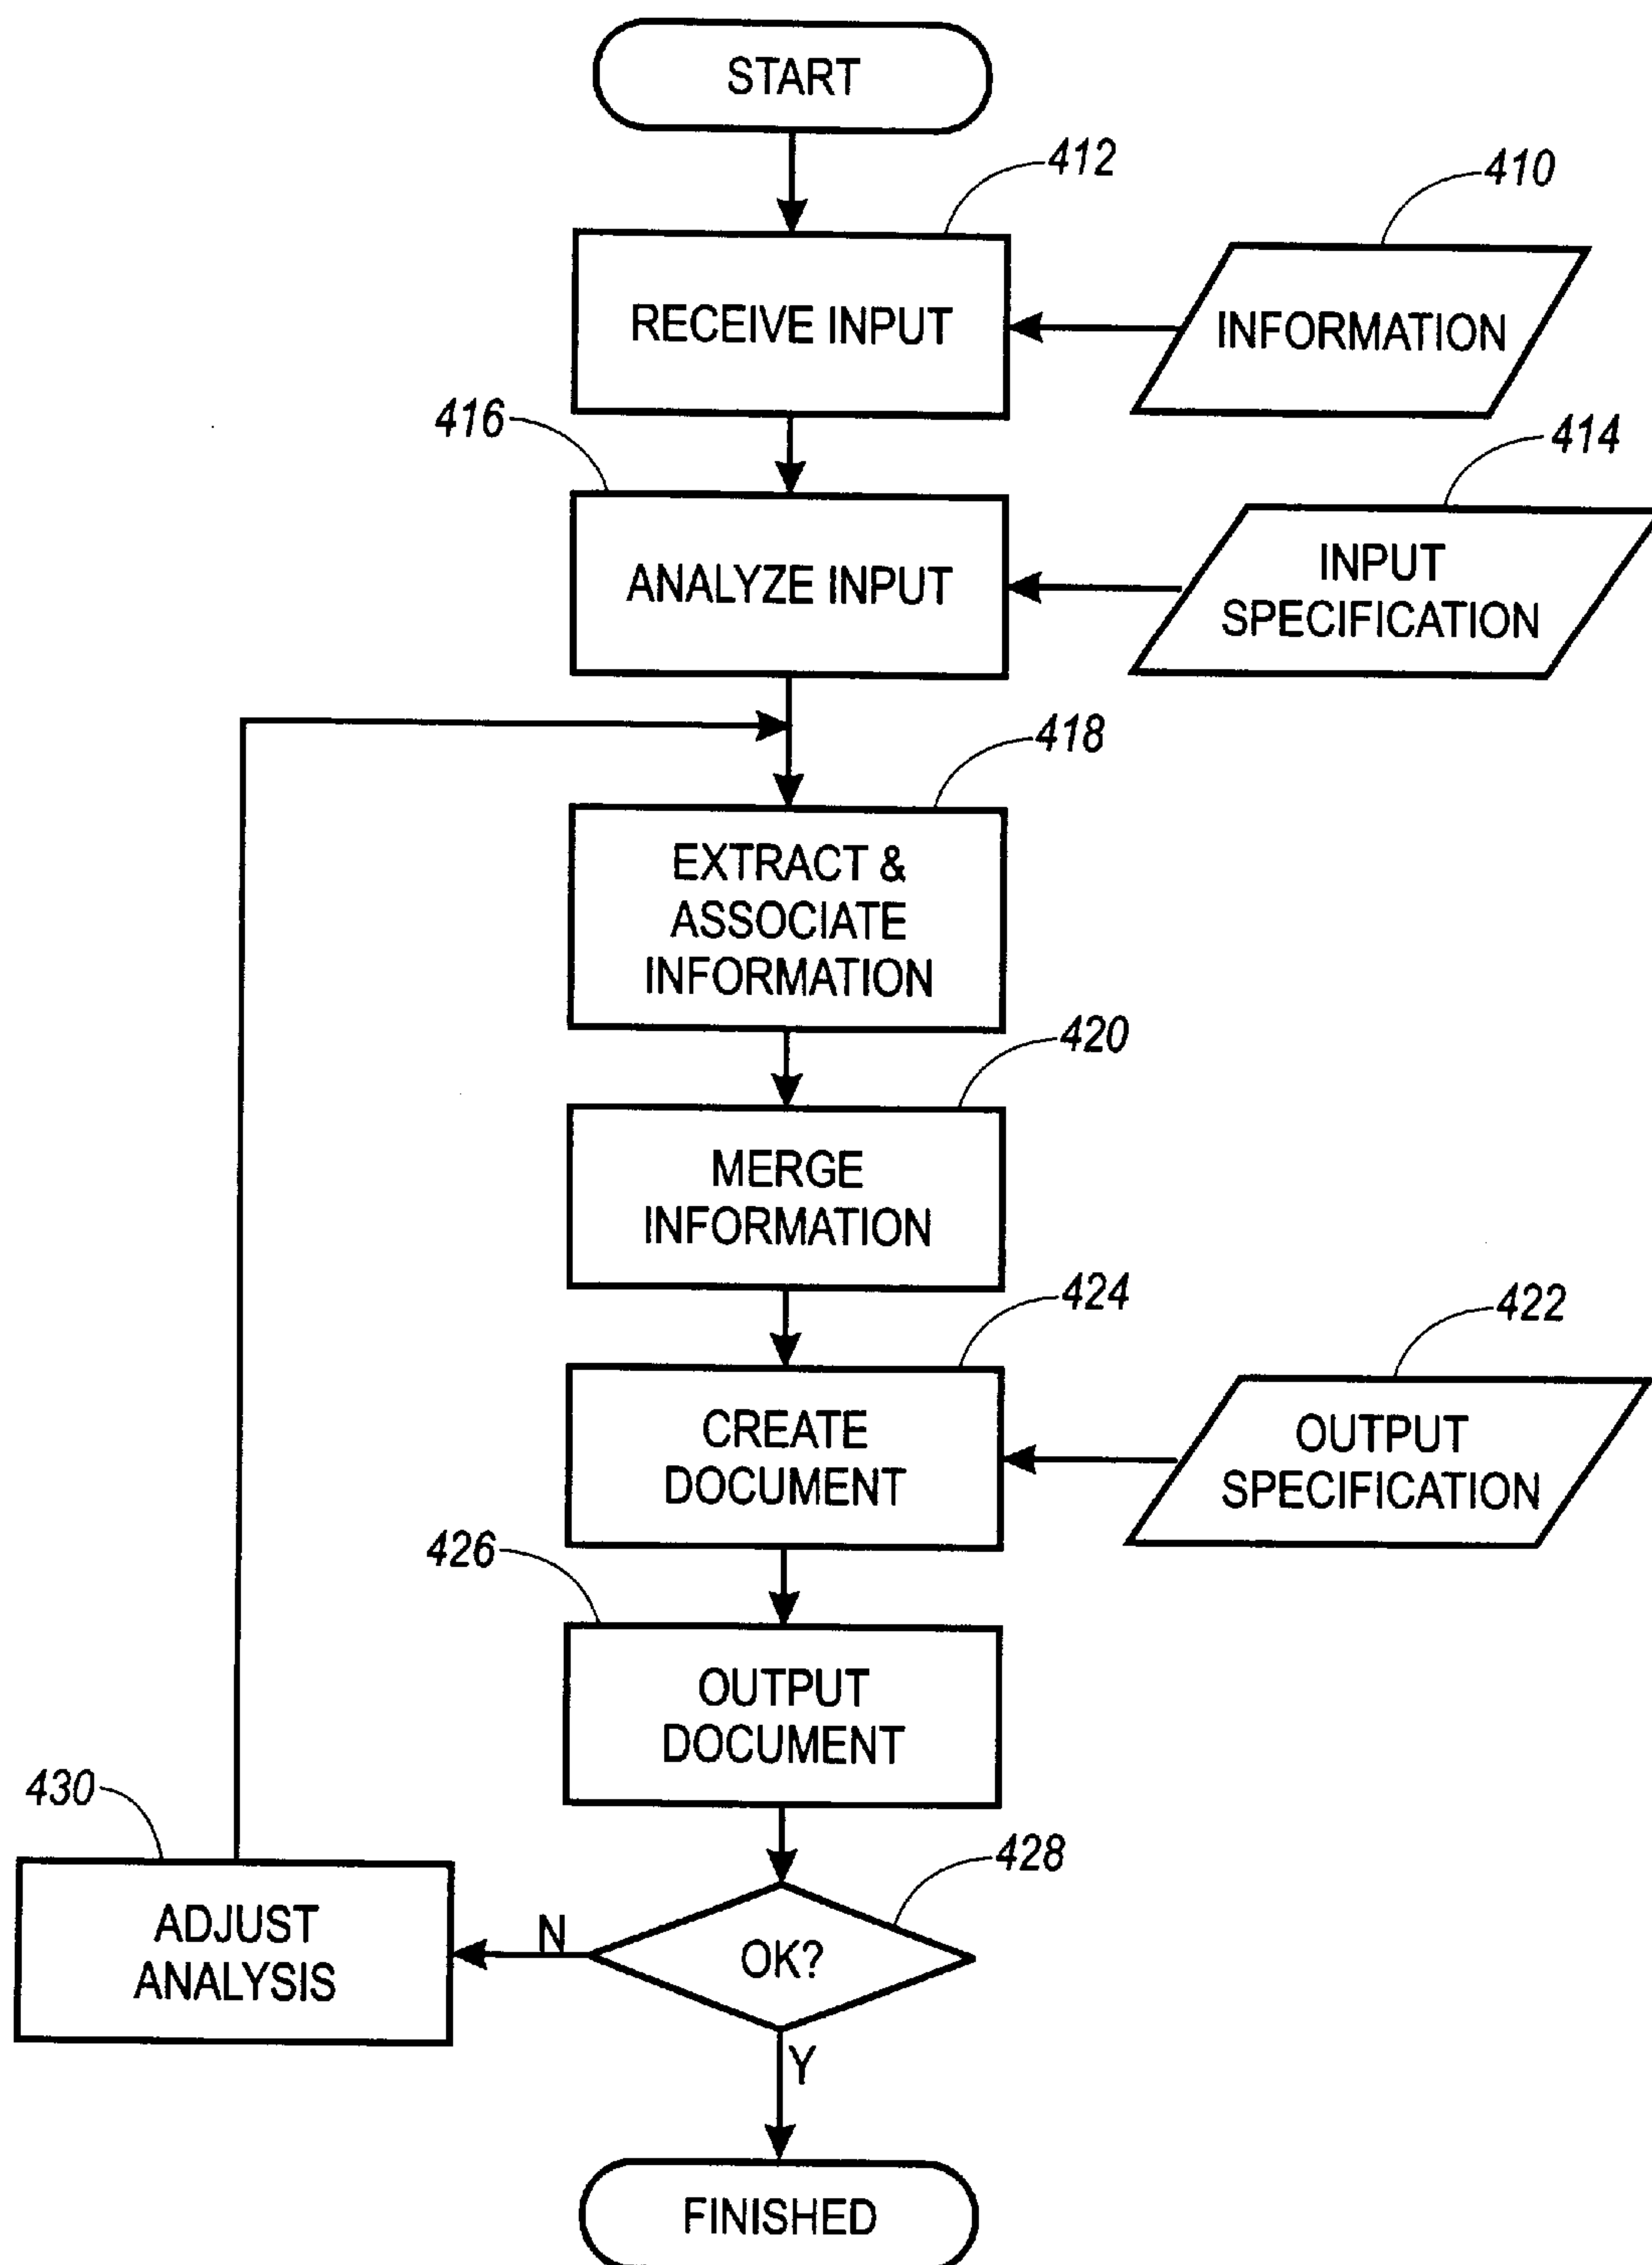 START
412
410
RECEIVE INPUT
INFORMATION
416
414
ANALYZE INPUT
INPUT
SPECIFICATION
418
EXTRACT &
ASSOCIATE
INFORMATION
420
MERGE
INFORMATION
424
422
CREATE
DOCUMENT
OUTPUT
SPECIFICATION
426
OUTPUT
DOCUMENT
430
428
ADJUST
ANALYSIS
N
OK?
Y
FINISHED